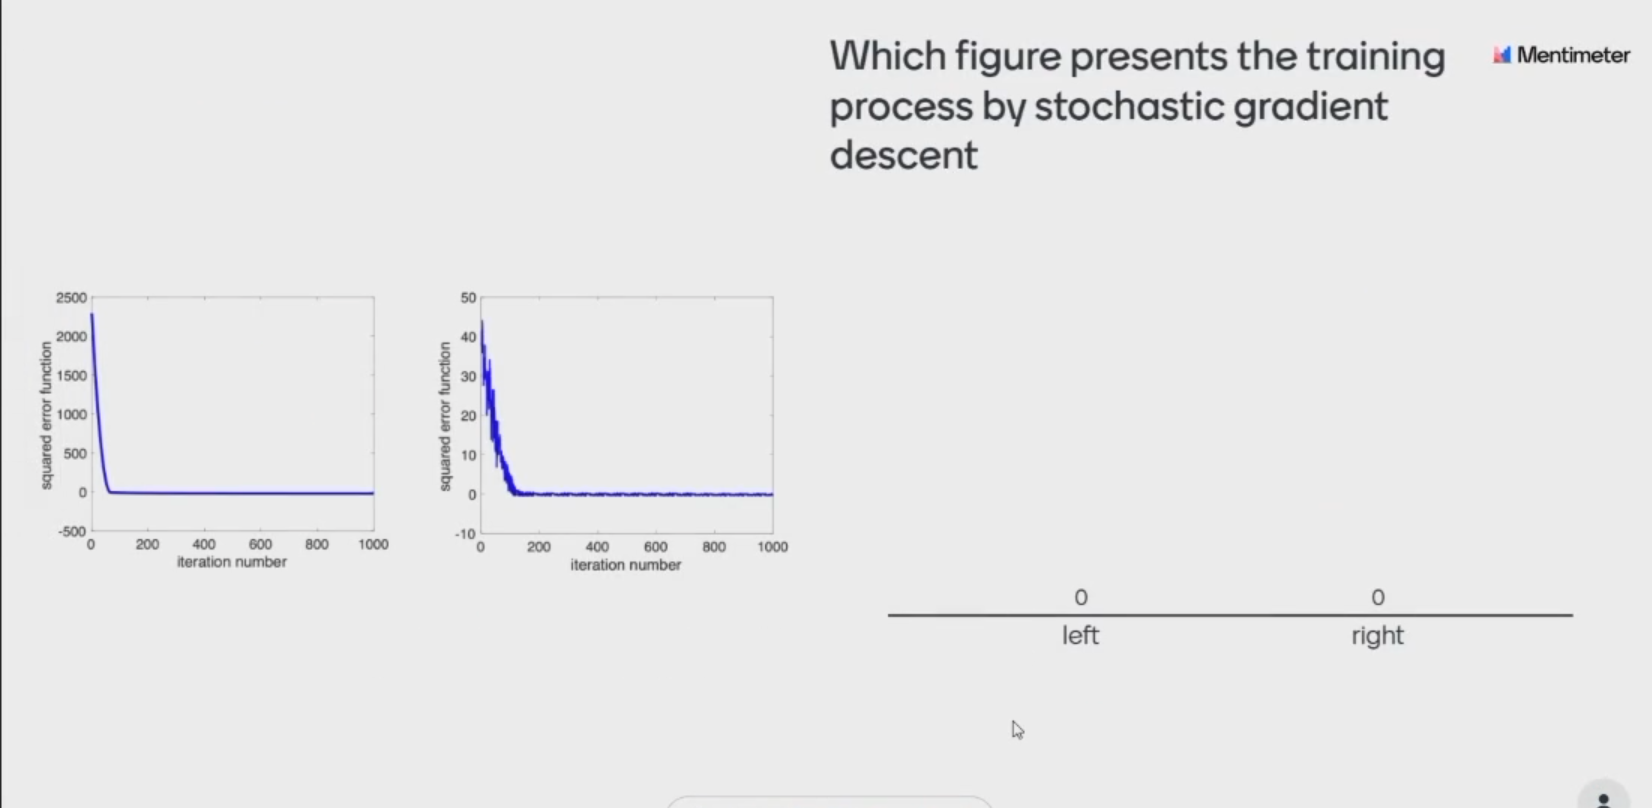 Which figure presents the training
process by stochastic gradient
descent
Mentimeter
2500
2000
1500
1000
500
0
-500
squared error function
0 200 400 600 800 1000
iteration number
50
40
30
20
10
0
-10
squared error function
0 200 400 600 800 1000
iteration number
0 0
left right